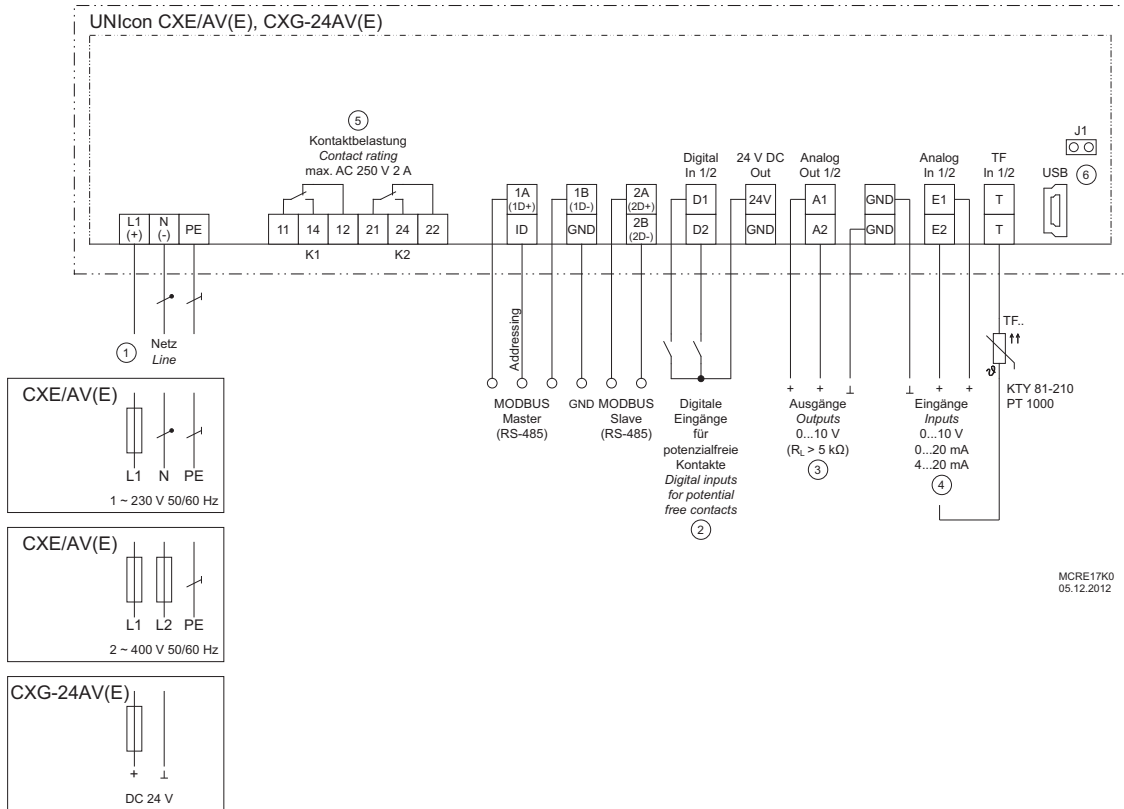 UNIcon CXE/AV(E), CXG-24AV(E)
5
Kontaktbelastung
Contact rating
max. AC 250 V 2 A
Digital
In 1/2
24 V DC
Out
Analog
Out 1/2
Analog
In 1/2
TF
In 1/2
J1
USB
6
L1
(+)
N
(-)
PE
11
14
12
21
24
22
K1
K2
1A
(1D+)
ID
1B
(1D-)
GND
2A
(2D+)
2B
(2D-)
D1
D2
24V
GND
A1
A2
GND
GND
E1
E2
T
T
1
Netz
Line
Addressing
MODBUS
Master
(RS-485)
GND
MODBUS
Slave
(RS-485)
Digitale
Eingänge
für
potenzialfreie
Kontakte
Digital inputs
for potential
free contacts
2
+ + ⊥
Ausgänge
Outputs
0...10 V
(RL > 5 kΩ)
3
⊥ + +
Eingänge
Inputs
0...10 V
0...20 mA
4...20 mA
4
TF..
ϑ
KTY 81-210
PT 1000
CXE/AV(E)
L1 N PE
1 ~ 230 V 50/60 Hz
CXE/AV(E)
L1 L2 PE
2 ~ 400 V 50/60 Hz
CXG-24AV(E)
+ ⊥
DC 24 V
MCRE17K0
05.12.2012